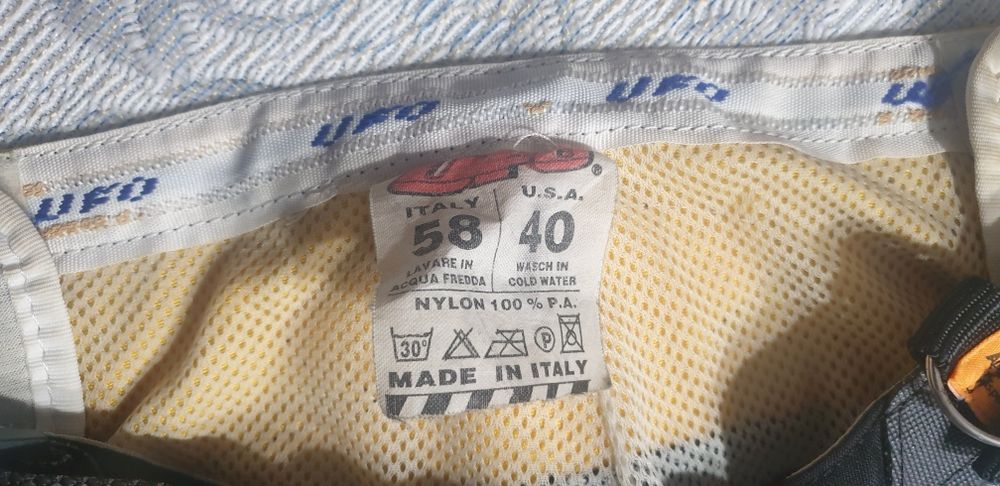 UFO UFO UFO
®
ITALY U.S.A.
58 40
LAVARE IN WASCH IN
ACQUA FREDDA COLD WATER
NYLON 100 % P.A.
30° P
MADE IN ITALY